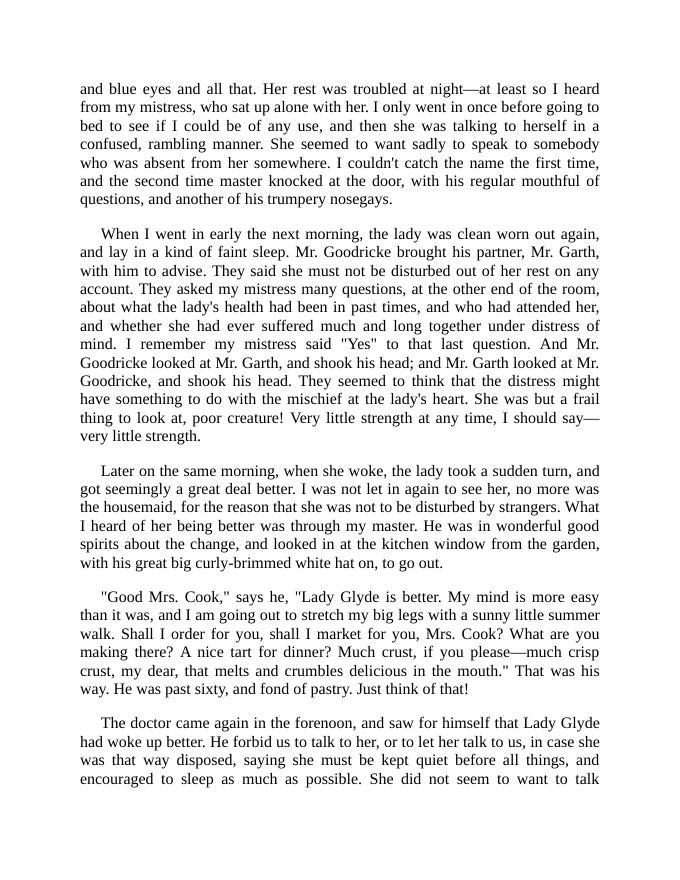 and blue eyes and all that. Her rest was troubled at night—at least so I heard
from my mistress, who sat up alone with her. I only went in once before going to
bed to see if I could be of any use, and then she was talking to herself in a
confused, rambling manner. She seemed to want sadly to speak to somebody
who was absent from her somewhere. I couldn't catch the name the first time,
and the second time master knocked at the door, with his regular mouthful of
questions, and another of his trumpery nosegays.
When I went in early the next morning, the lady was clean worn out again,
and lay in a kind of faint sleep. Mr. Goodricke brought his partner, Mr. Garth,
with him to advise. They said she must not be disturbed out of her rest on any
account. They asked my mistress many questions, at the other end of the room,
about what the lady's health had been in past times, and who had attended her,
and whether she had ever suffered much and long together under distress of
mind. I remember my mistress said "Yes" to that last question. And Mr.
Goodricke looked at Mr. Garth, and shook his head; and Mr. Garth looked at Mr.
Goodricke, and shook his head. They seemed to think that the distress might
have something to do with the mischief at the lady's heart. She was but a frail
thing to look at, poor creature! Very little strength at any time, I should say—
very little strength.
Later on the same morning, when she woke, the lady took a sudden turn, and
got seemingly a great deal better. I was not let in again to see her, no more was
the housemaid, for the reason that she was not to be disturbed by strangers. What
I heard of her being better was through my master. He was in wonderful good
spirits about the change, and looked in at the kitchen window from the garden,
with his great big curly-brimmed white hat on, to go out.
"Good Mrs. Cook," says he, "Lady Glyde is better. My mind is more easy
than it was, and I am going out to stretch my big legs with a sunny little summer
walk. Shall I order for you, shall I market for you, Mrs. Cook? What are you
making there? A nice tart for dinner? Much crust, if you please—much crisp
crust, my dear, that melts and crumbles delicious in the mouth." That was his
way. He was past sixty, and fond of pastry. Just think of that!
The doctor came again in the forenoon, and saw for himself that Lady Glyde
had woke up better. He forbid us to talk to her, or to let her talk to us, in case she
was that way disposed, saying she must be kept quiet before all things, and
encouraged to sleep as much as possible. She did not seem to want to talk